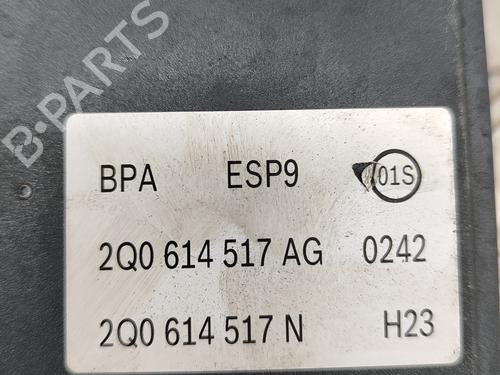 B-PARTS
BPA ESP9 01S
2Q0 614 517 AG 0242
2Q0 614 517 N H23